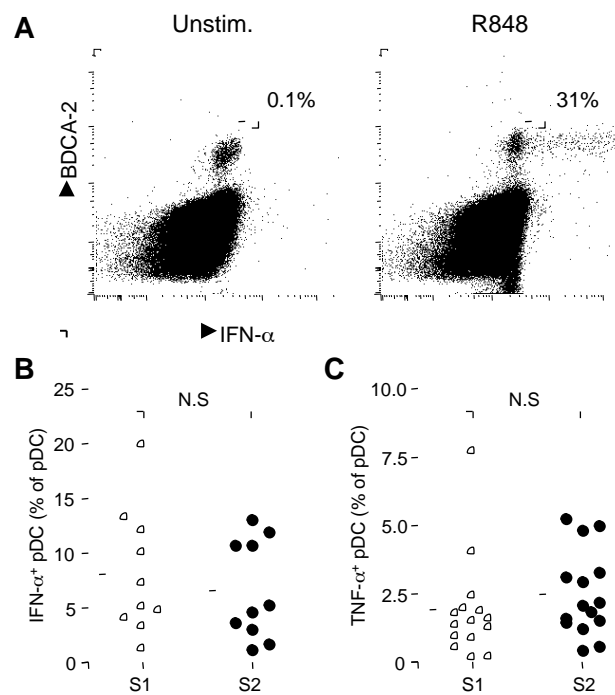 A
Unstim.
R848
0.1%
31%
BDCA-2
IFN-α
B
C
N.S
N.S
IFN-α+ pDC (% of pDC)
25
20
15
10
5
0
S1
S2
TNF-α+ pDC (% of pDC)
10.0
7.5
5.0
2.5
0
S1
S2